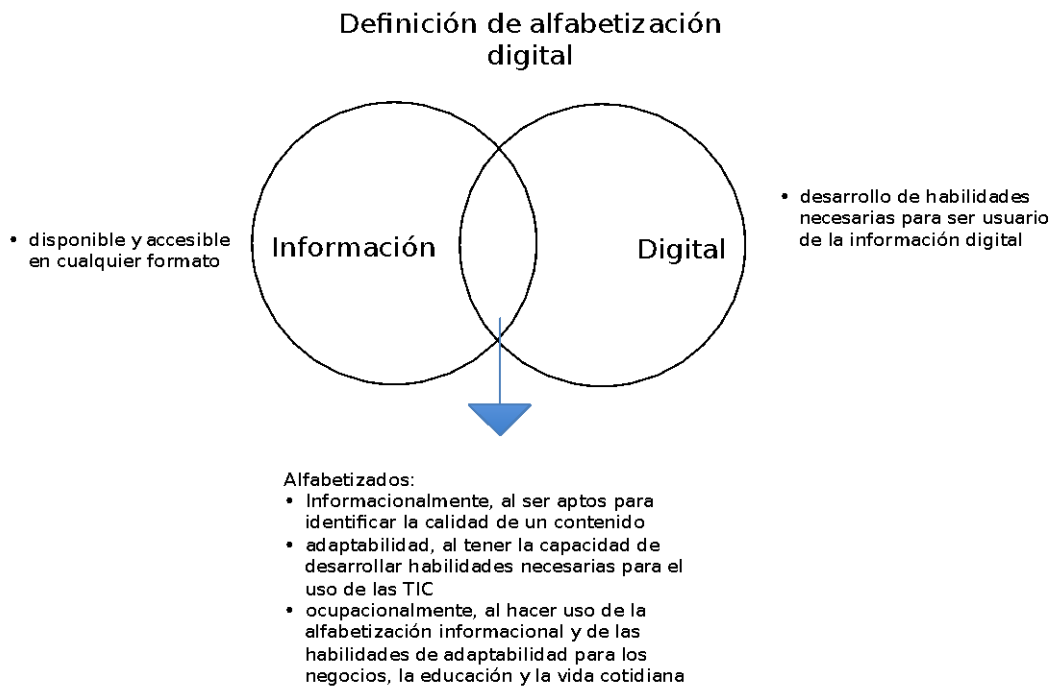 Definición de alfabetización
digital
• disponible y accesible
en cualquier formato
Información
Digital
• desarrollo de habilidades
necesarias para ser usuario
de la información digital
Alfabetizados:
• Informacionalmente, al ser aptos para
identificar la calidad de un contenido
• adaptabilidad, al tener la capacidad de
desarrollar habilidades necesarias para el
uso de las TIC
• ocupacionalmente, al hacer uso de la
alfabetización informacional y de las
habilidades de adaptabilidad para los
negocios, la educación y la vida cotidiana